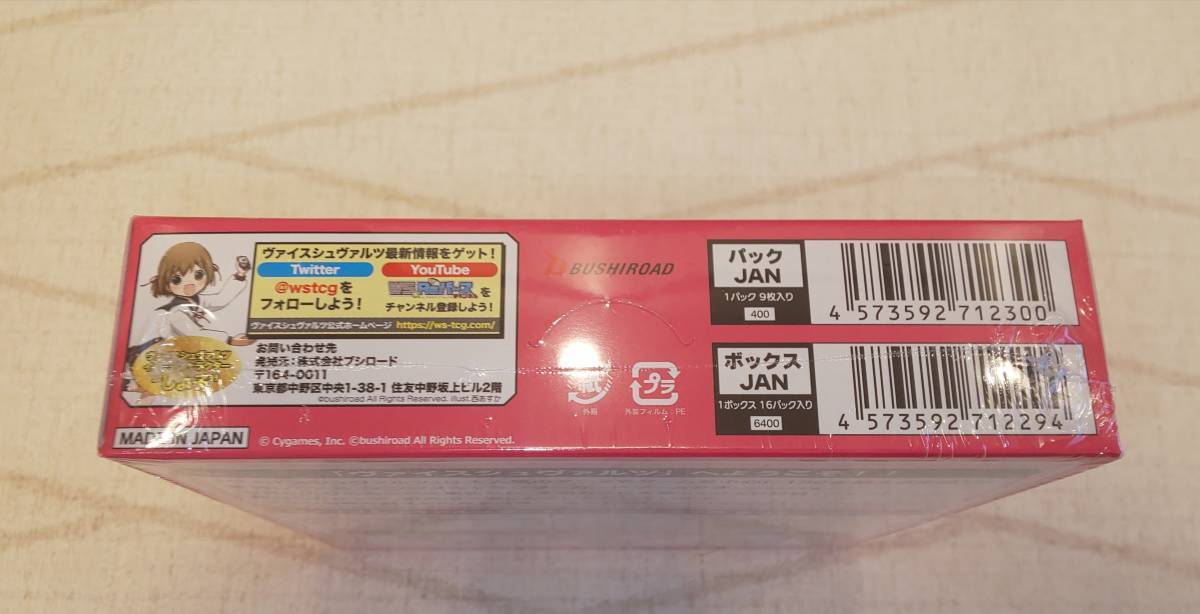 ヴァイスシュヴァルツ最新情報をゲット！
Twitter
@wstcgを
フォローしよう！
YouTube
を
チャンネル登録しよう！
ヴァイスシュヴァルツ公式ホームページ https://ws-tcg.com/
お問い合わせ先
発売元：株式会社ブシロード
〒164-0011
東京都中野区中央1-38-1 住友中野坂上ビル2階
©bushiroad All Rights Reserved. illust.西あすか
MADE IN JAPAN
© Cygames, Inc. ©bushiroad All Rights Reserved.
BUSHIROAD
紙
外箱
プラ
外装フィルム：PE
パック
JAN
1パック 9枚入り
400
4 573592 712300
ボックス
JAN
1ボックス 16パック入り
6400
4 573592 712294